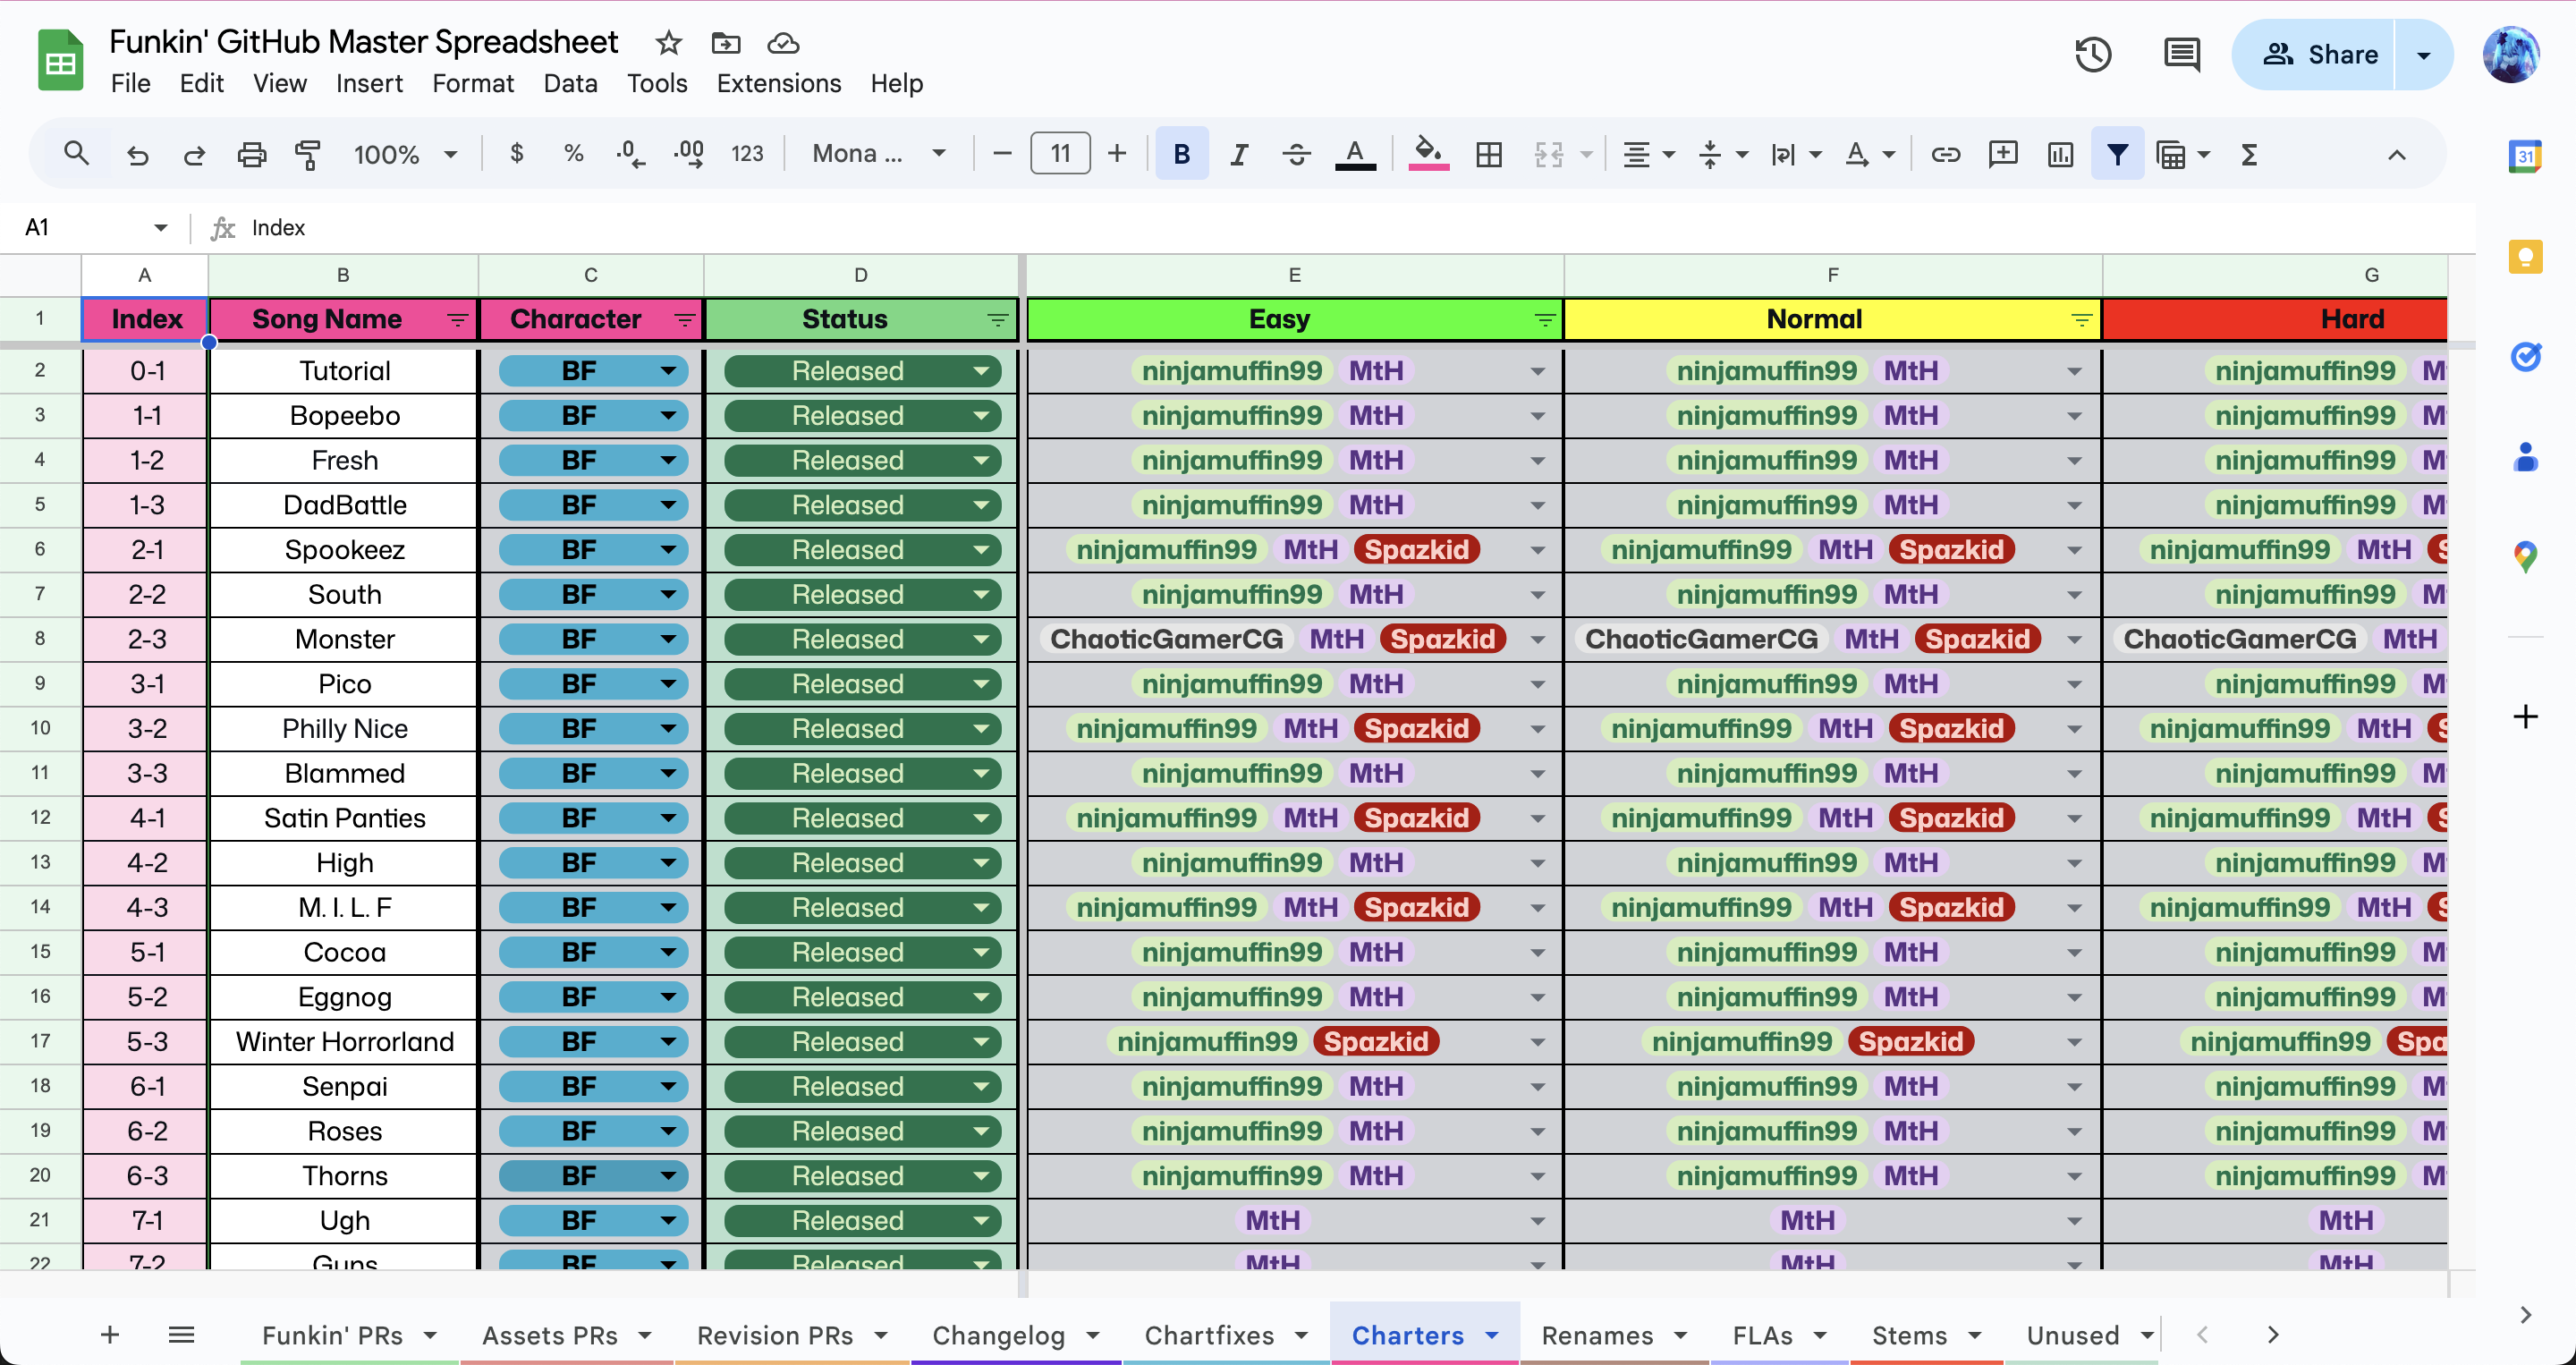 Funkin' GitHub Master Spreadsheet
File Edit View Insert Format Data Tools Extensions Help
Share
100% $ % .0 .00 123 Mona ... 11 B I A A 31
A1 fx Index
A B C D E F G
1 Index Song Name Character Status Easy Normal Hard
2 0-1 Tutorial BF Released ninjamuffin99 MtH ninjamuffin99 MtH ninjamuffin99
3 1-1 Bopeebo BF Released ninjamuffin99 MtH ninjamuffin99 MtH ninjamuffin99
4 1-2 Fresh BF Released ninjamuffin99 MtH ninjamuffin99 MtH ninjamuffin99
5 1-3 DadBattle BF Released ninjamuffin99 MtH ninjamuffin99 MtH ninjamuffin99
6 2-1 Spookeez BF Released ninjamuffin99 MtH Spazkid ninjamuffin99 MtH Spazkid ninjamuffin99 MtH
7 2-2 South BF Released ninjamuffin99 MtH ninjamuffin99 MtH ninjamuffin99
8 2-3 Monster BF Released ChaoticGamerCG MtH Spazkid ChaoticGamerCG MtH Spazkid ChaoticGamerCG MtH
9 3-1 Pico BF Released ninjamuffin99 MtH ninjamuffin99 MtH ninjamuffin99
10 3-2 Philly Nice BF Released ninjamuffin99 MtH Spazkid ninjamuffin99 MtH Spazkid ninjamuffin99 MtH
11 3-3 Blammed BF Released ninjamuffin99 MtH ninjamuffin99 MtH ninjamuffin99
12 4-1 Satin Panties BF Released ninjamuffin99 MtH Spazkid ninjamuffin99 MtH Spazkid ninjamuffin99 MtH
13 4-2 High BF Released ninjamuffin99 MtH ninjamuffin99 MtH ninjamuffin99
14 4-3 M. I. L. F BF Released ninjamuffin99 MtH Spazkid ninjamuffin99 MtH Spazkid ninjamuffin99 MtH
15 5-1 Cocoa BF Released ninjamuffin99 MtH ninjamuffin99 MtH ninjamuffin99
16 5-2 Eggnog BF Released ninjamuffin99 MtH ninjamuffin99 MtH ninjamuffin99
17 5-3 Winter Horrorland BF Released ninjamuffin99 Spazkid ninjamuffin99 Spazkid ninjamuffin99 Spa
18 6-1 Senpai BF Released ninjamuffin99 MtH ninjamuffin99 MtH ninjamuffin99
19 6-2 Roses BF Released ninjamuffin99 MtH ninjamuffin99 MtH ninjamuffin99
20 6-3 Thorns BF Released ninjamuffin99 MtH ninjamuffin99 MtH ninjamuffin99
21 7-1 Ugh BF Released MtH MtH MtH
22 7-2 Guns BF Released MtH MtH MtH
Funkin' PRs Assets PRs Revision PRs Changelog Chartfixes Charters Renames FLAs Stems Unused